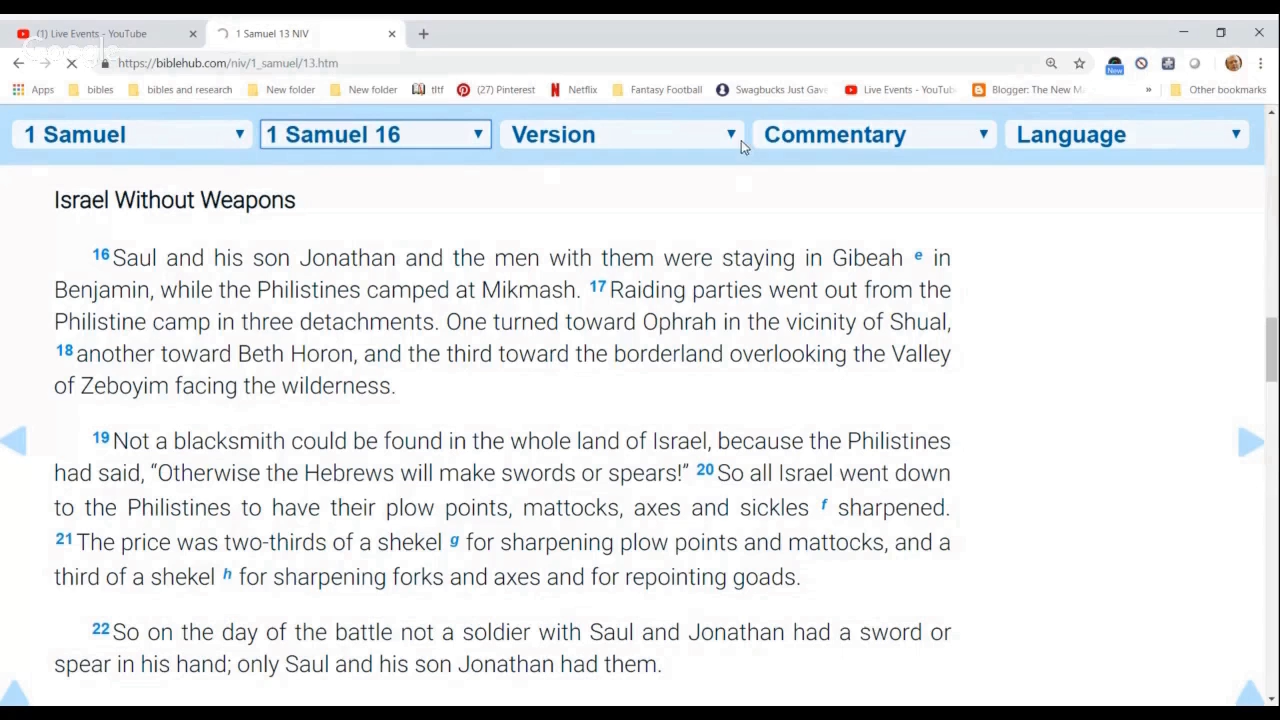 (1) Live Events - YouTube
1 Samuel 13 NIV
Google
https://biblehub.com/niv/1_samuel/13.htm
New
Apps bibles bibles and research New folder New folder tltf (27) Pinterest Netflix Fantasy Football Swagbucks Just Gave Live Events - YouTub Blogger: The New M » Other bookmarks
1 Samuel 1 Samuel 16 Version Commentary Language
Israel Without Weapons
16 Saul and his son Jonathan and the men with them were staying in Gibeah e in
Benjamin, while the Philistines camped at Mikmash. 17 Raiding parties went out from the
Philistine camp in three detachments. One turned toward Ophrah in the vicinity of Shual,
18 another toward Beth Horon, and the third toward the borderland overlooking the Valley
of Zeboyim facing the wilderness.
19 Not a blacksmith could be found in the whole land of Israel, because the Philistines
had said, “Otherwise the Hebrews will make swords or spears!” 20 So all Israel went down
to the Philistines to have their plow points, mattocks, axes and sickles f sharpened.
21 The price was two-thirds of a shekel g for sharpening plow points and mattocks, and a
third of a shekel h for sharpening forks and axes and for repointing goads.
22 So on the day of the battle not a soldier with Saul and Jonathan had a sword or
spear in his hand; only Saul and his son Jonathan had them.